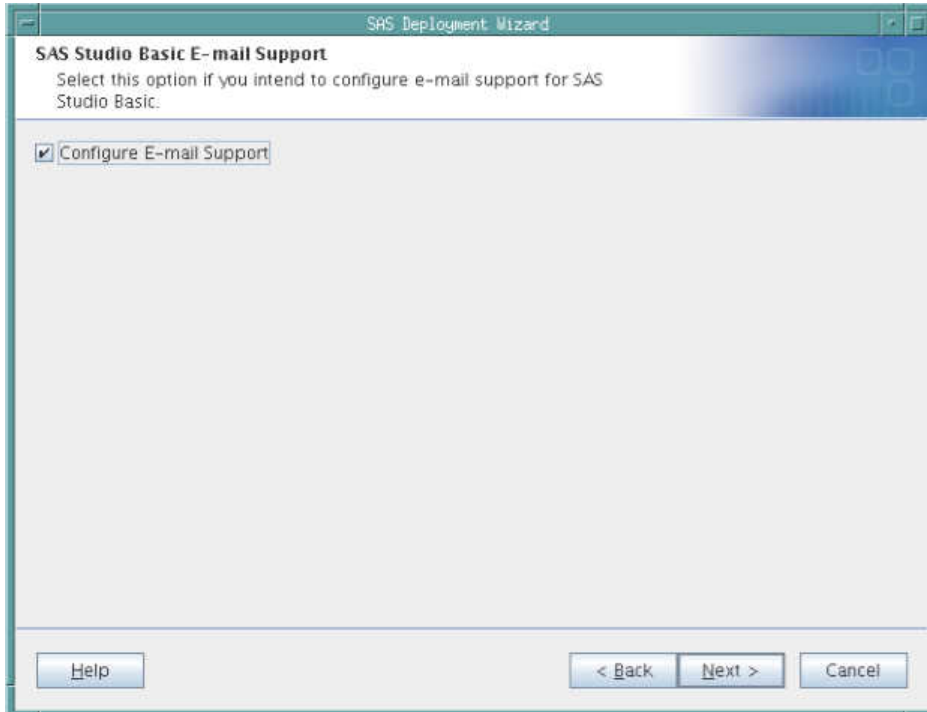 SAS Deployment Wizard
SAS Studio Basic E-mail Support
Select this option if you intend to configure e-mail support for SAS
Studio Basic.
Configure E-mail Support
Help
< Back
Next >
Cancel